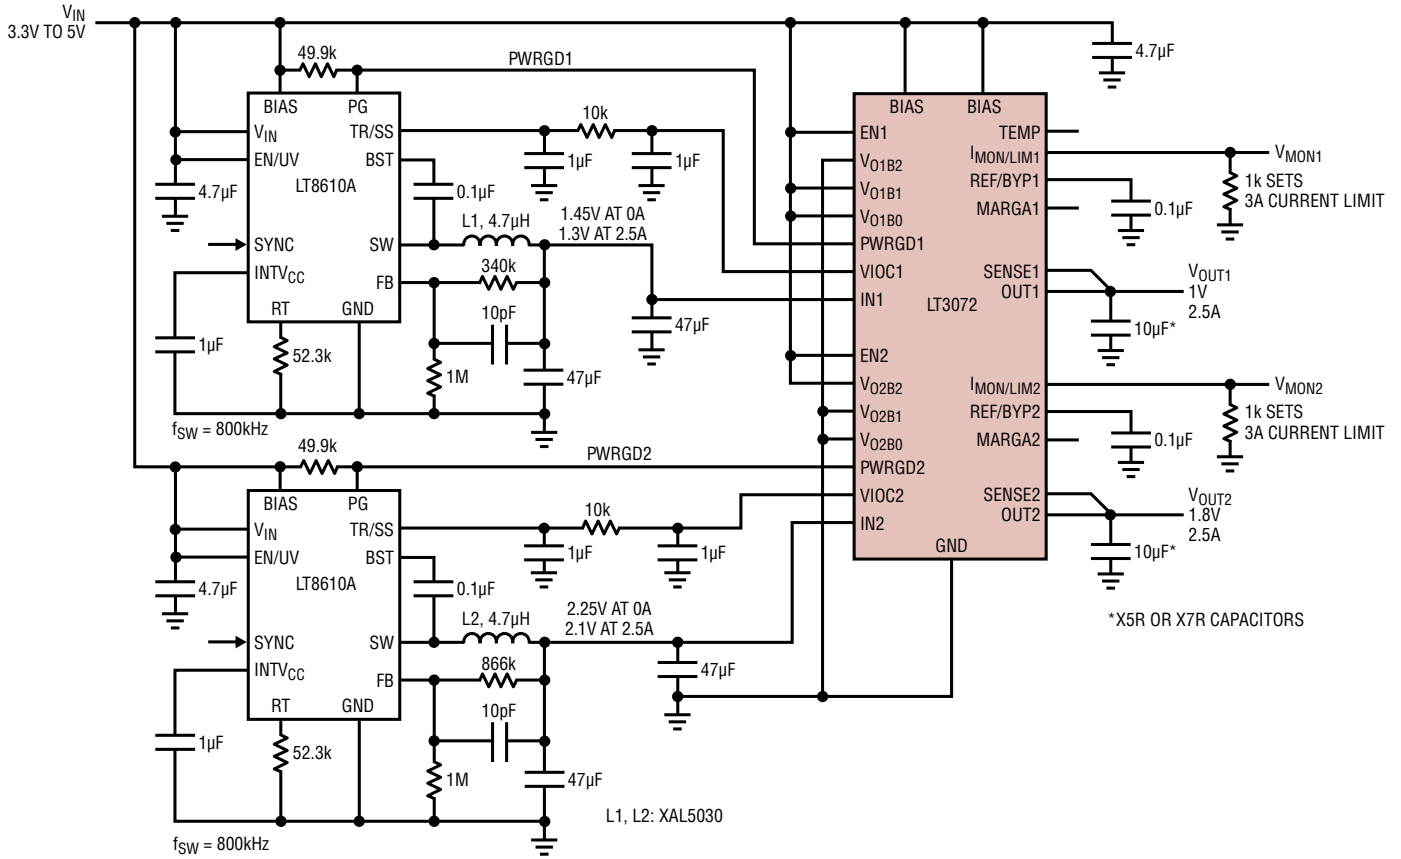 VIN
3.3V TO 5V
49.9k
PWRGD1
4.7µF
BIAS
PG
VIN
EN/UV
LT8610A
SYNC
INTVCC
RT
GND
TR/SS
BST
SW
FB
4.7µF
1µF
52.3k
fSW = 800kHz
10k
1µF
1µF
0.1µF
L1, 4.7µH
1.45V AT 0A
1.3V AT 2.5A
340k
10pF
1M
47µF
47µF
49.9k
PWRGD2
BIAS
PG
VIN
EN/UV
LT8610A
SYNC
INTVCC
RT
GND
TR/SS
BST
SW
FB
4.7µF
1µF
52.3k
fSW = 800kHz
10k
1µF
1µF
0.1µF
L2, 4.7µH
2.25V AT 0A
2.1V AT 2.5A
866k
10pF
1M
47µF
47µF
L1, L2: XAL5030
BIAS
BIAS
EN1
VO1B2
VO1B1
VO1B0
PWRGD1
VIOC1
IN1
EN2
VO2B2
VO2B1
VO2B0
PWRGD2
VIOC2
IN2
LT3072
GND
TEMP
IMON/LIM1
REF/BYP1
MARGA1
SENSE1
OUT1
IMON/LIM2
REF/BYP2
MARGA2
SENSE2
OUT2
VMON1
1k SETS
3A CURRENT LIMIT
0.1µF
VOUT1
1V
2.5A
10µF*
VMON2
1k SETS
3A CURRENT LIMIT
0.1µF
VOUT2
1.8V
2.5A
10µF*
*X5R OR X7R CAPACITORS